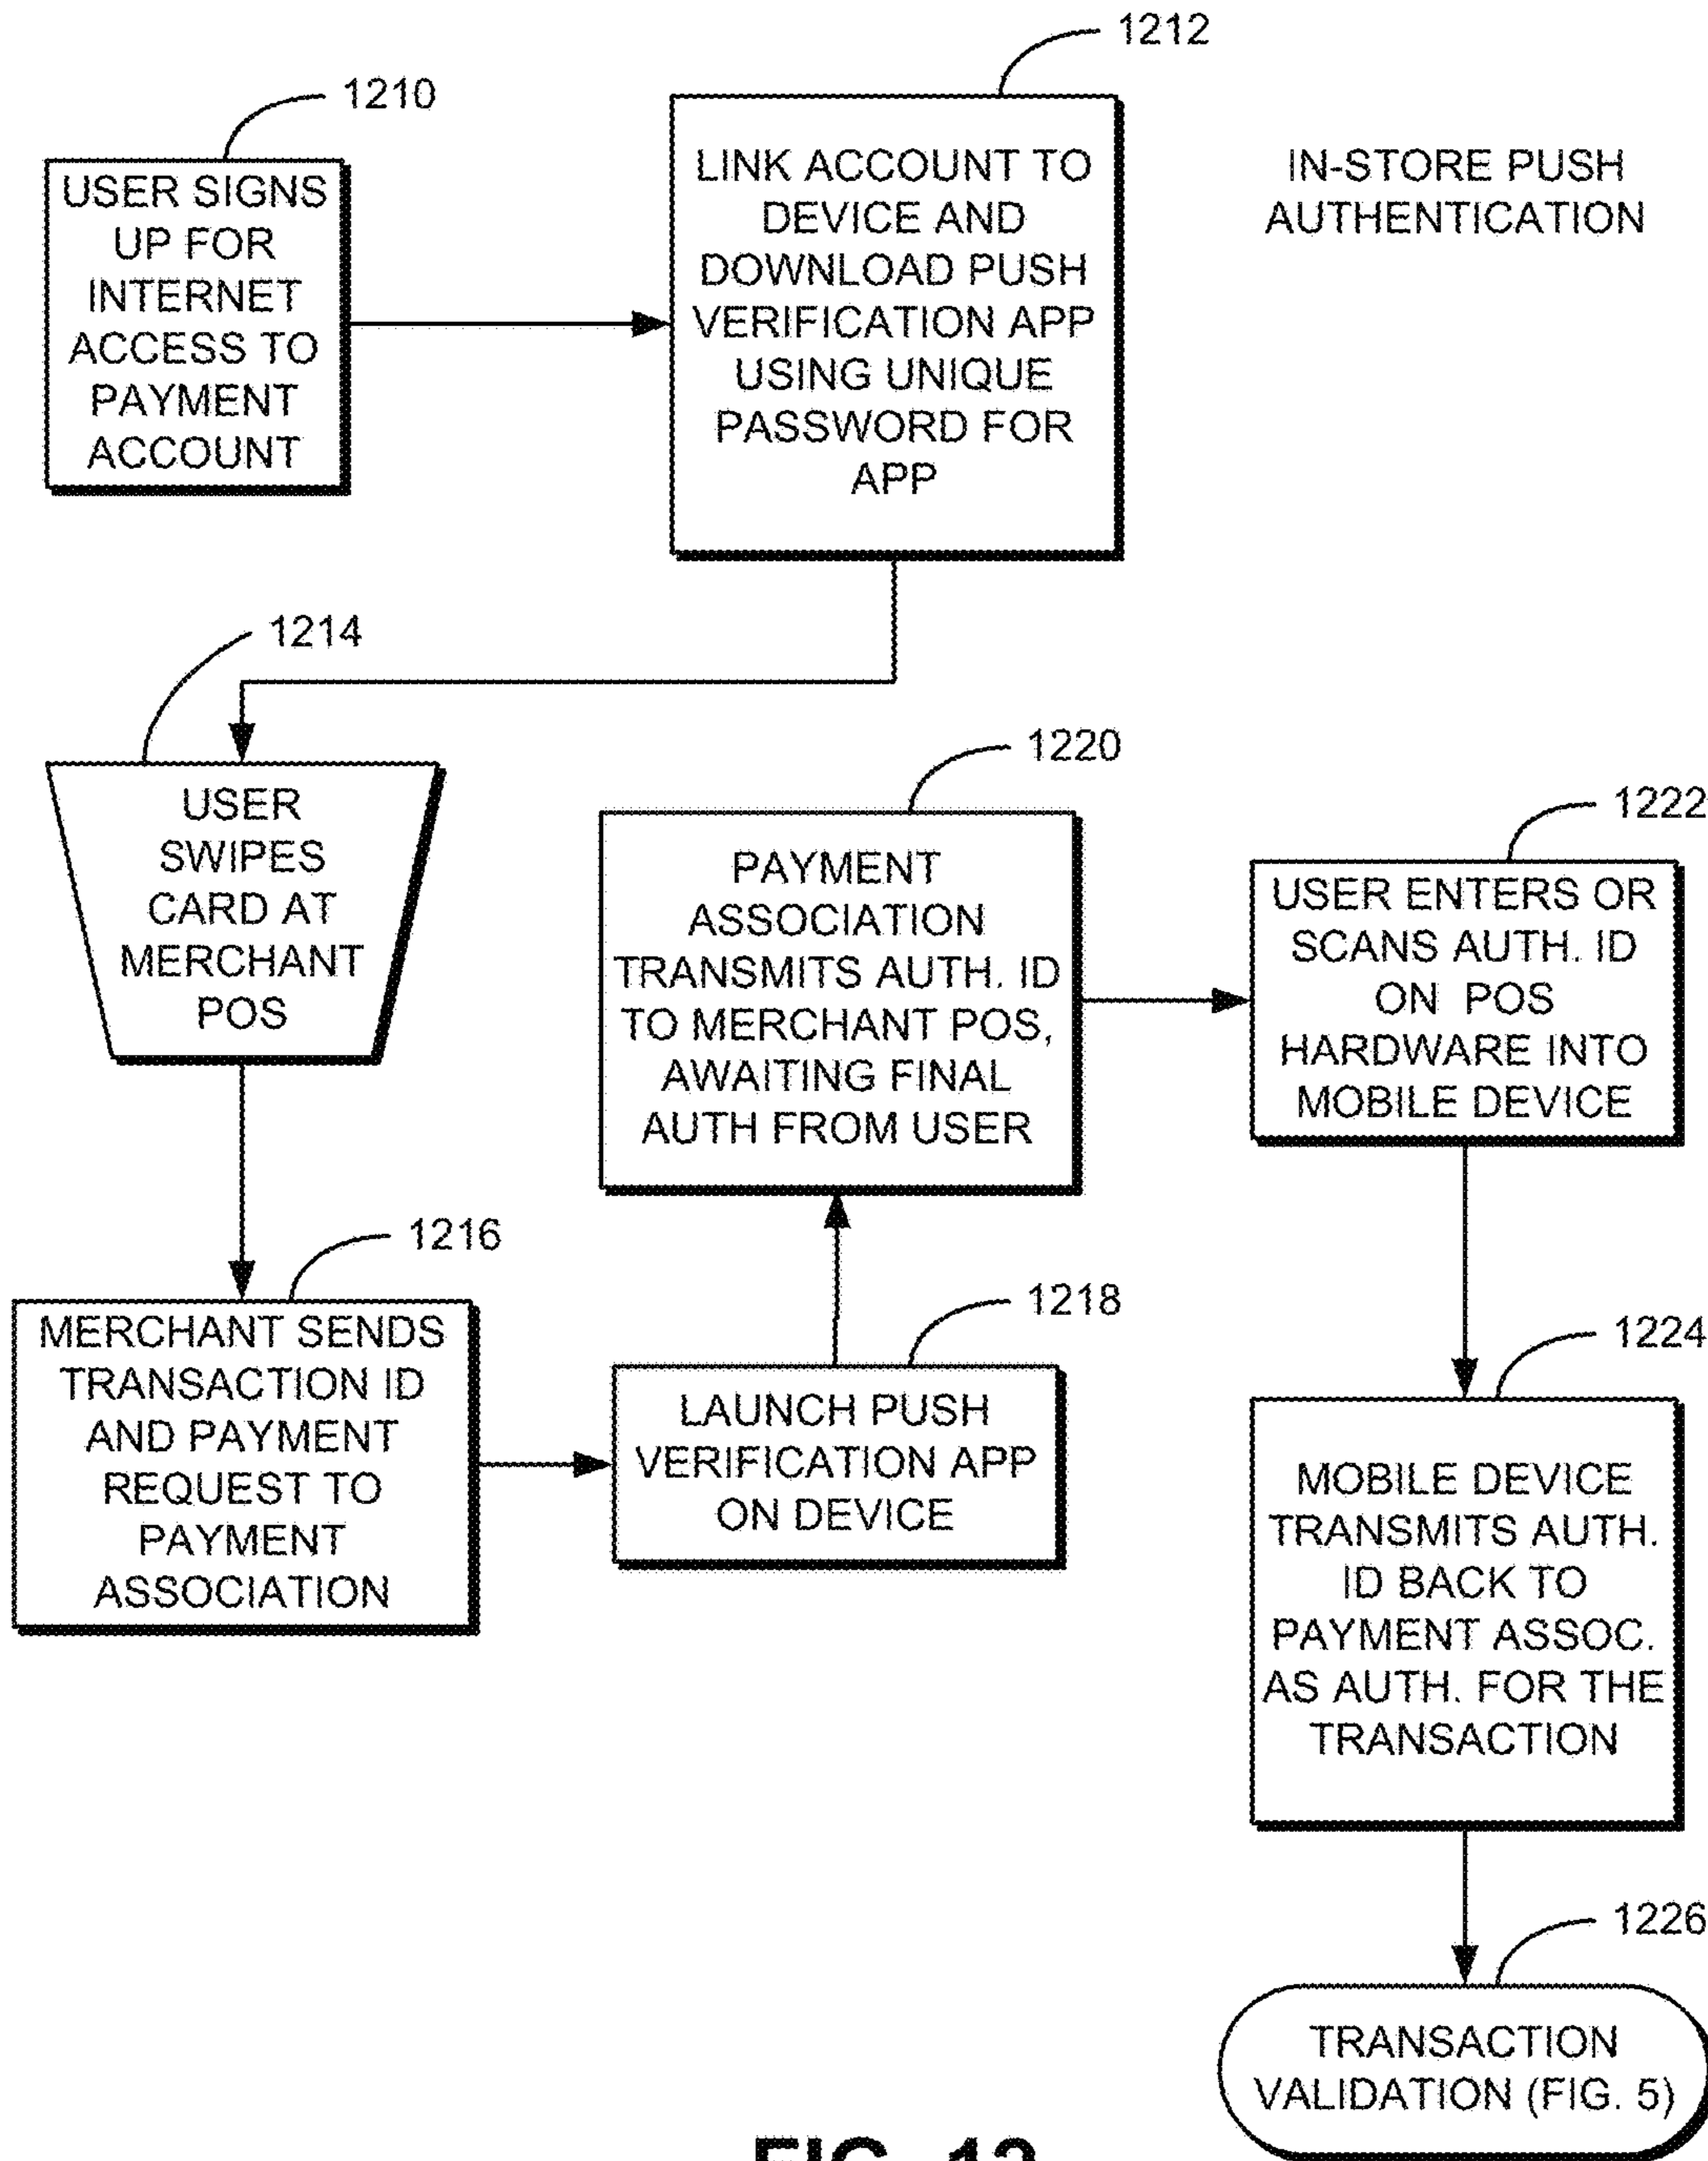 1210
USER SIGNS
UP FOR
INTERNET
ACCESS TO
PAYMENT
ACCOUNT
1212
LINK ACCOUNT TO
DEVICE AND
DOWNLOAD PUSH
VERIFICATION APP
USING UNIQUE
PASSWORD FOR
APP
IN-STORE PUSH
AUTHENTICATION
1214
USER
SWIPES
CARD AT
MERCHANT
POS
1216
MERCHANT SENDS
TRANSACTION ID
AND PAYMENT
REQUEST TO
PAYMENT
ASSOCIATION
1218
LAUNCH PUSH
VERIFICATION APP
ON DEVICE
1220
PAYMENT
ASSOCIATION
TRANSMITS AUTH. ID
TO MERCHANT POS,
AWAITING FINAL
AUTH FROM USER
1222
USER ENTERS OR
SCANS AUTH. ID
ON POS
HARDWARE INTO
MOBILE DEVICE
1224
MOBILE DEVICE
TRANSMITS AUTH.
ID BACK TO
PAYMENT ASSOC.
AS AUTH. FOR THE
TRANSACTION
1226
TRANSACTION
VALIDATION (FIG. 5)
FIG.